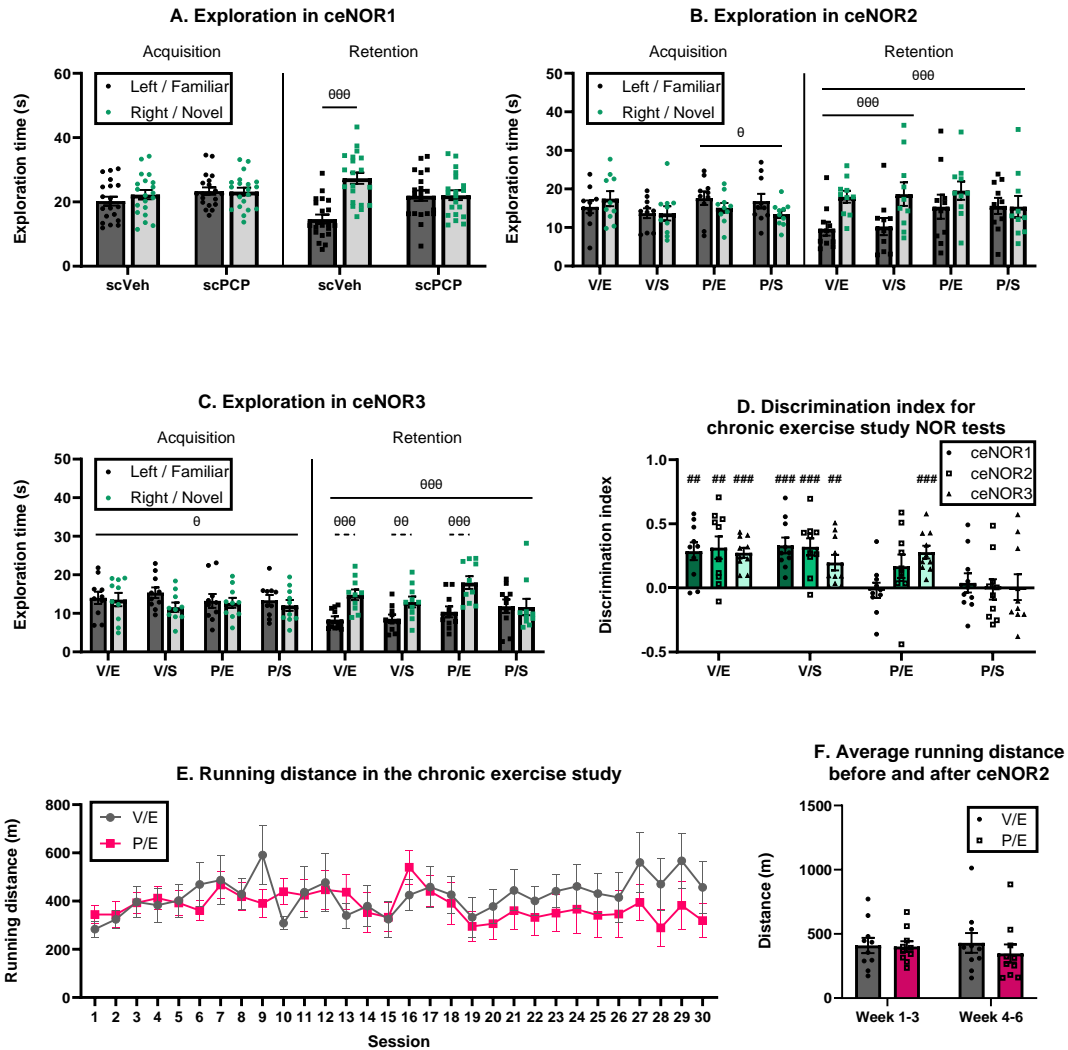 A. Exploration in ceNOR1
Acquisition
Retention
Exploration time (s)
60
40
20
0
Left / Familiar
Right / Novel
θθθ
scVeh
scPCP
scVeh
scPCP
B. Exploration in ceNOR2
Acquisition
Retention
Exploration time (s)
50
40
30
20
10
0
Left / Familiar
Right / Novel
θ
θθθ
θθθ
V/E
V/S
P/E
P/S
V/E
V/S
P/E
P/S
C. Exploration in ceNOR3
Acquisition
Retention
Exploration time (s)
50
40
30
20
10
0
Left / Familiar
Right / Novel
θ
θθθ
θθθ
θθ
θθθ
V/E
V/S
P/E
P/S
V/E
V/S
P/E
P/S
D. Discrimination index for
chronic exercise study NOR tests
Discrimination index
1.0
0.5
0.0
-0.5
ceNOR1
ceNOR2
ceNOR3
##
##
###
###
###
##
###
V/E
V/S
P/E
P/S
E. Running distance in the chronic exercise study
Running distance (m)
800
600
400
200
0
V/E
P/E
1 2 3 4 5 6 7 8 9 10 11 12 13 14 15 16 17 18 19 20 21 22 23 24 25 26 27 28 29 30
Session
F. Average running distance
before and after ceNOR2
Distance (m)
1500
1000
500
0
V/E
P/E
Week 1-3
Week 4-6